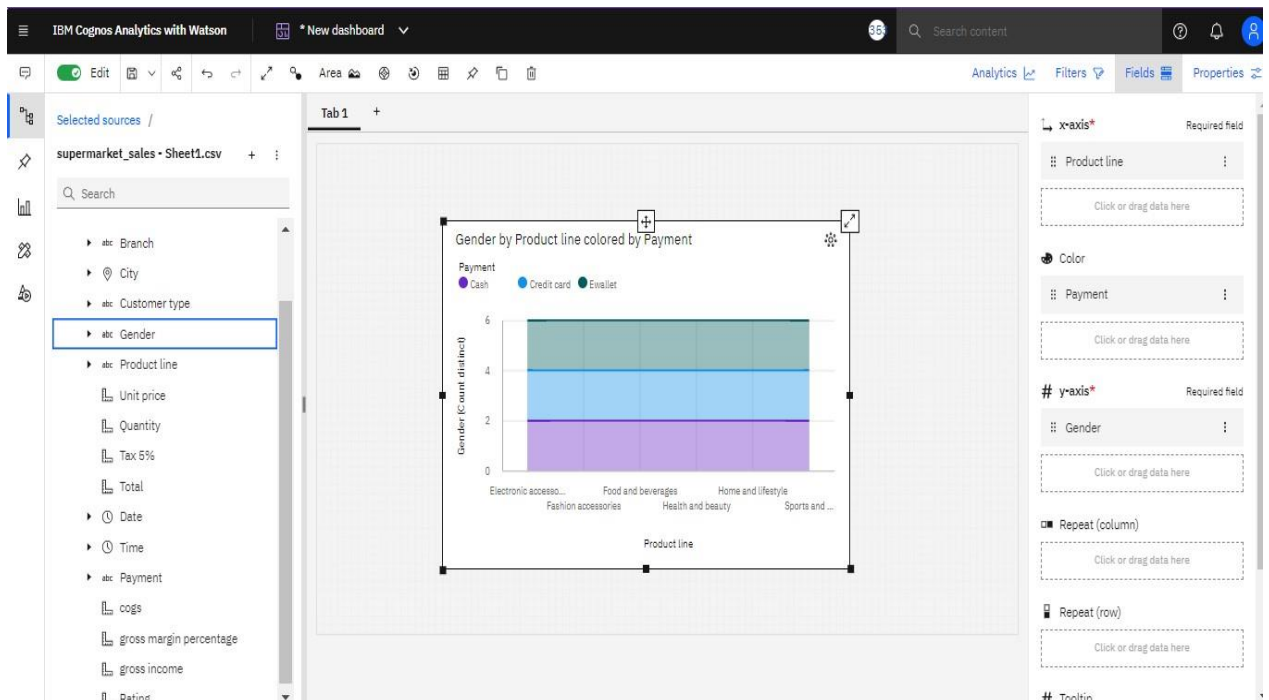 IBM Cognos Analytics with Watson
* New dashboard
Search content
Edit
Area
Analytics
Filters
Fields
Properties
Selected sources /
supermarket_sales - Sheet1.csv
Search
abc Branch
City
abc Customer type
abc Gender
abc Product line
Unit price
Quantity
Tax 5%
Total
Date
Time
abc Payment
cogs
gross margin percentage
gross income
Rating
Tab 1
Gender by Product line colored by Payment
Payment
Cash Credit card Ewallet
Gender (Count distinct)
6
4
2
0
Electronic accesso... Food and beverages Home and lifestyle
Fashion accessories Health and beauty Sports and ...
Product line
x-axis* Required field
Product line
Click or drag data here
Color
Payment
Click or drag data here
# y-axis* Required field
Gender
Click or drag data here
Repeat (column)
Click or drag data here
Repeat (row)
Click or drag data here
# Tooltip